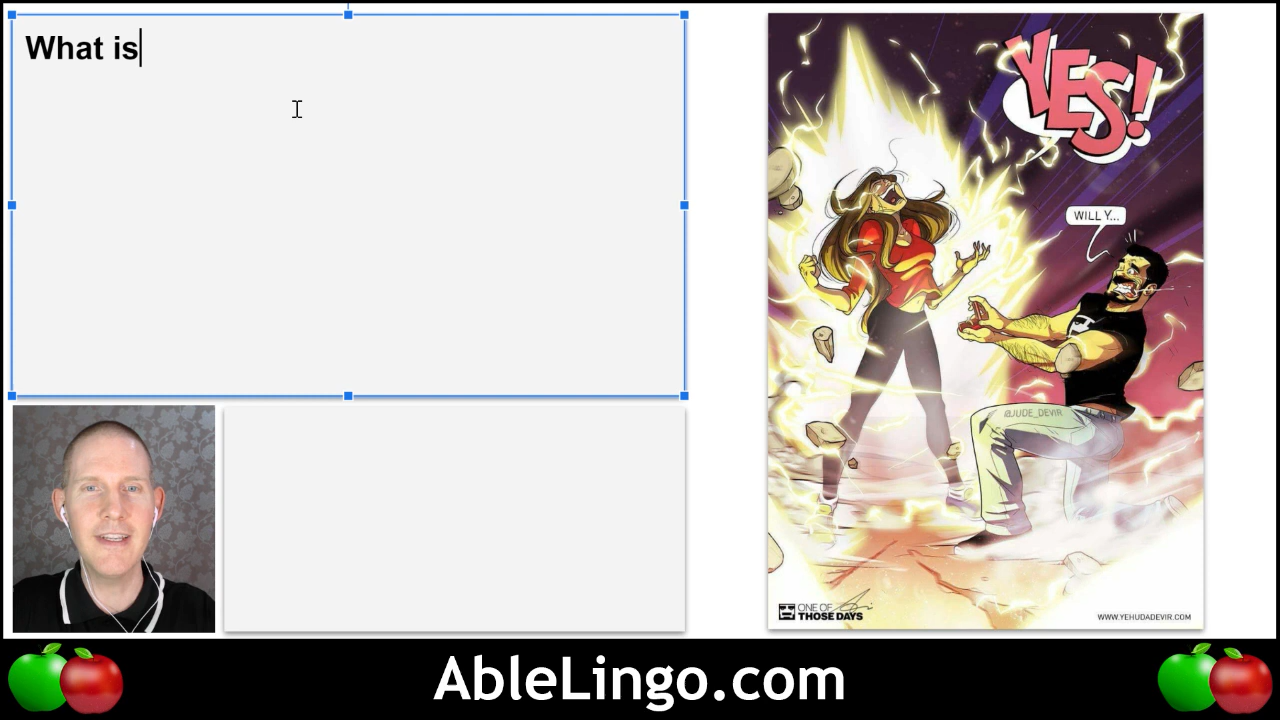 What is
YES!
WILL Y...
@JUDE_DEVIR
ONE OF
THOSE DAYS
WWW.YEHUDADEVIR.COM
AbleLingo.com